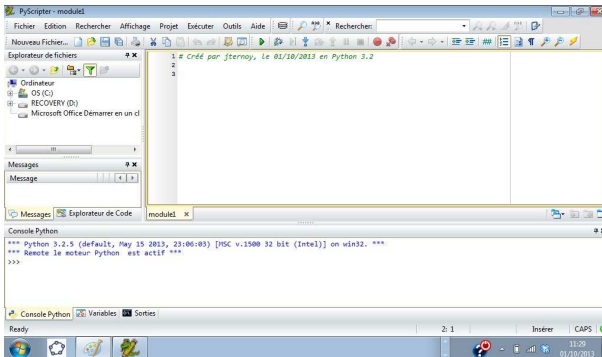 PyScripter - module1
Fichier Edition Rechercher Affichage Projet Exécuter Outils Aide Rechercher:
Nouveau Fichier...
Explorateur de fichiers
Ordinateur
OS (C:)
RECOVERY (D:)
Microsoft Office Démarrer en un cl
1 # Créé par jternoy, le 01/10/2013 en Python 3.2
2
3
Messages
Message
Messages Explorateur de Code
module1
Console Python
*** Python 3.2.5 (default, May 15 2013, 23:06:03) [MSC v.1500 32 bit (Intel)] on win32. ***
*** Remote le moteur Python est actif ***
>>>
Console Python Variables Sorties
Ready 2: 1 Insérer CAPS
11:29
01/10/2013